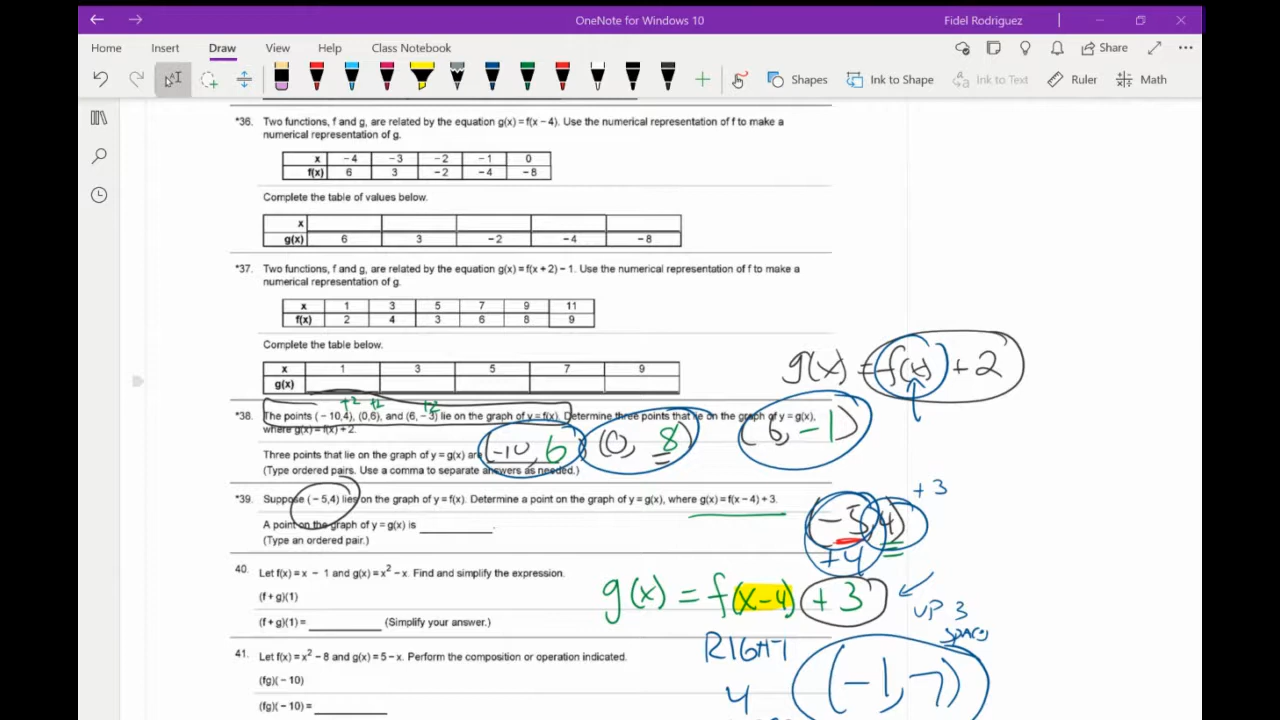 OneNote for Windows 10
Fidel Rodriguez
Home Insert Draw View Help Class Notebook
Share
Shapes Ink to Shape Ink to Text Ruler Math
*36. Two functions, f and g, are related by the equation g(x) = f(x − 4). Use the numerical representation of f to make a
numerical representation of g.
x −4 −3 −2 −1 0
f(x) 6 3 −2 −4 −8
Complete the table of values below.
x
g(x) 6 3 −2 −4 −8
*37. Two functions, f and g, are related by the equation g(x) = f(x + 2) − 1. Use the numerical representation of f to make a
numerical representation of g.
x 1 3 5 7 9 11
f(x) 2 4 3 6 8 9
Complete the table below.
x 1 3 5 7 9
g(x)
g(x) = f(x) + 2
+2 +2 +2
*38. The points (−10,4), (0,6), and (6, −3) lie on the graph of y = f(x). Determine three points that lie on the graph of y = g(x),
where g(x) = f(x) + 2.
Three points that lie on the graph of y = g(x) are
(−10, 6) (0, 8) (6, −1)
(Type ordered pairs. Use a comma to separate answers as needed.)
*39. Suppose (−5,4) lies on the graph of y = f(x). Determine a point on the graph of y = g(x), where g(x) = f(x − 4) + 3.
+3
(−5, 4)
+4
A point on the graph of y = g(x) is ________.
(Type an ordered pair.)
40. Let f(x) = x − 1 and g(x) = x² − x. Find and simplify the expression.
(f + g)(1)
g(x) = f(x−4) + 3
UP 3
SPACES
(f + g)(1) = ________ (Simplify your answer.)
RIGHT
4
(−1, 7)
41. Let f(x) = x² − 8 and g(x) = 5 − x. Perform the composition or operation indicated.
(fg)(−10)
(fg)(−10) = ________